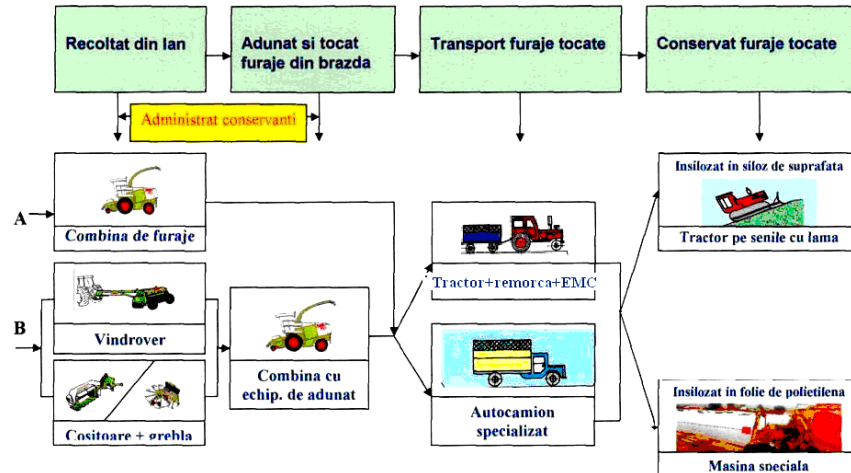 Recoltat din lan
Adunat si tocat
furaje din brazda
Transport furaje tocate
Conservat furaje tocate
Administrat conservanti
A
Combina de furaje
B
Vindrover
Cositoare + grebla
Combina cu
echip. de adunat
Tractor+remorca+EMC
Autocamion
specializat
Insilozat in siloz de suprafata
Tractor pe senile cu lama
Insilozat in folie de polietilena
Masina speciala